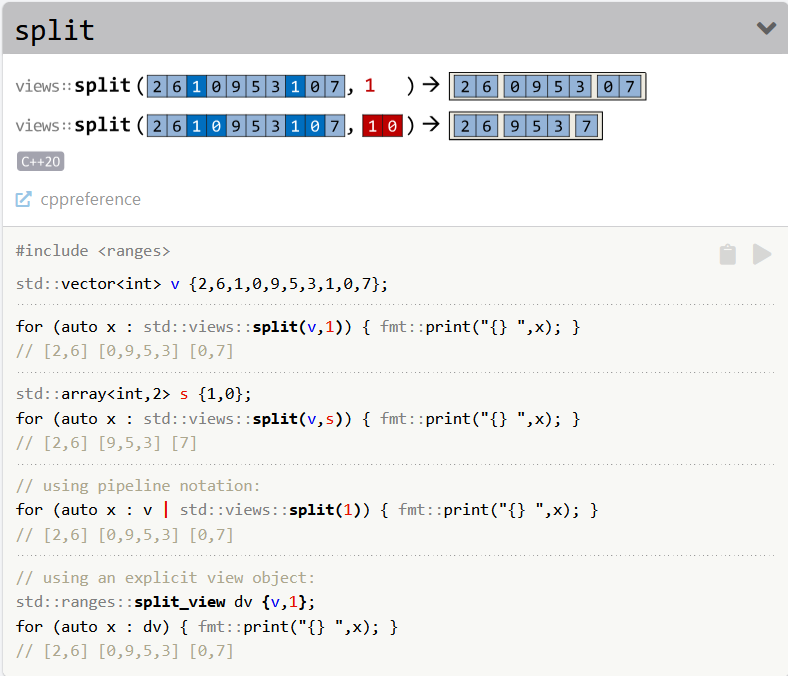 split
views::split(2 6 1 0 9 5 3 1 0 7, 1 ) → 2 6 0 9 5 3 0 7
views::split(2 6 1 0 9 5 3 1 0 7, 1 0) → 2 6 9 5 3 7
C++20
cppreference
#include <ranges>
std::vector<int> v {2,6,1,0,9,5,3,1,0,7};
for (auto x : std::views::split(v,1)) { fmt::print("{} ",x); }
// [2,6] [0,9,5,3] [0,7]
std::array<int,2> s {1,0};
for (auto x : std::views::split(v,s)) { fmt::print("{} ",x); }
// [2,6] [9,5,3] [7]
// using pipeline notation:
for (auto x : v | std::views::split(1)) { fmt::print("{} ",x); }
// [2,6] [0,9,5,3] [0,7]
// using an explicit view object:
std::ranges::split_view dv {v,1};
for (auto x : dv) { fmt::print("{} ",x); }
// [2,6] [0,9,5,3] [0,7]